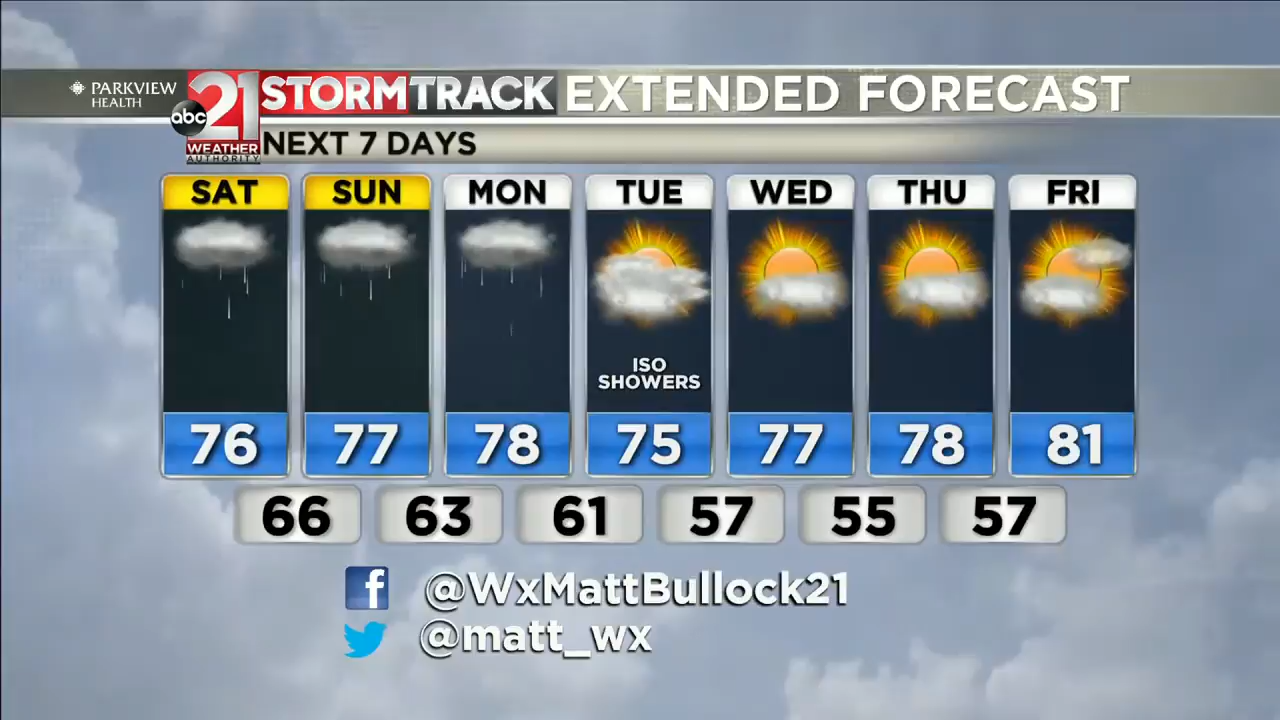 PARKVIEW
HEALTH
abc
21
WEATHER
AUTHORITY
STORMTRACK EXTENDED FORECAST
NEXT 7 DAYS
SAT SUN MON TUE WED THU FRI
ISO
SHOWERS
76 77 78 75 77 78 81
66 63 61 57 55 57
f @WxMattBullock21
@matt_wx